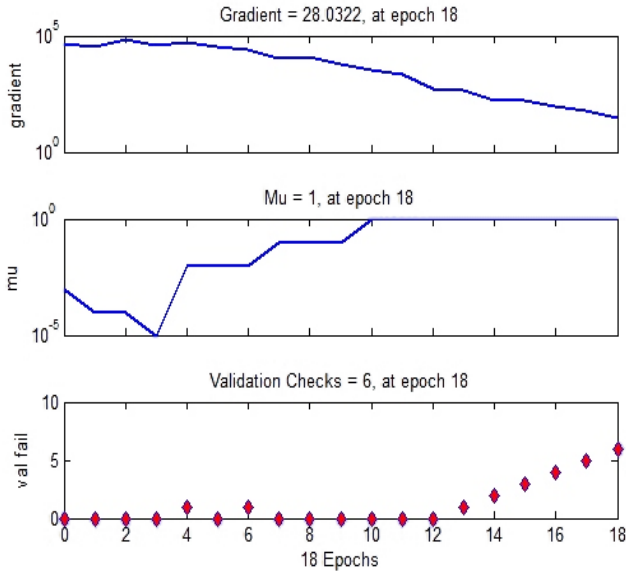 Gradient = 28.0322, at epoch 18
10^5
gradient
10^0
Mu = 1, at epoch 18
10^0
mu
10^-5
Validation Checks = 6, at epoch 18
10
val fail
5
0
0 2 4 6 8 10 12 14 16 18
18 Epochs